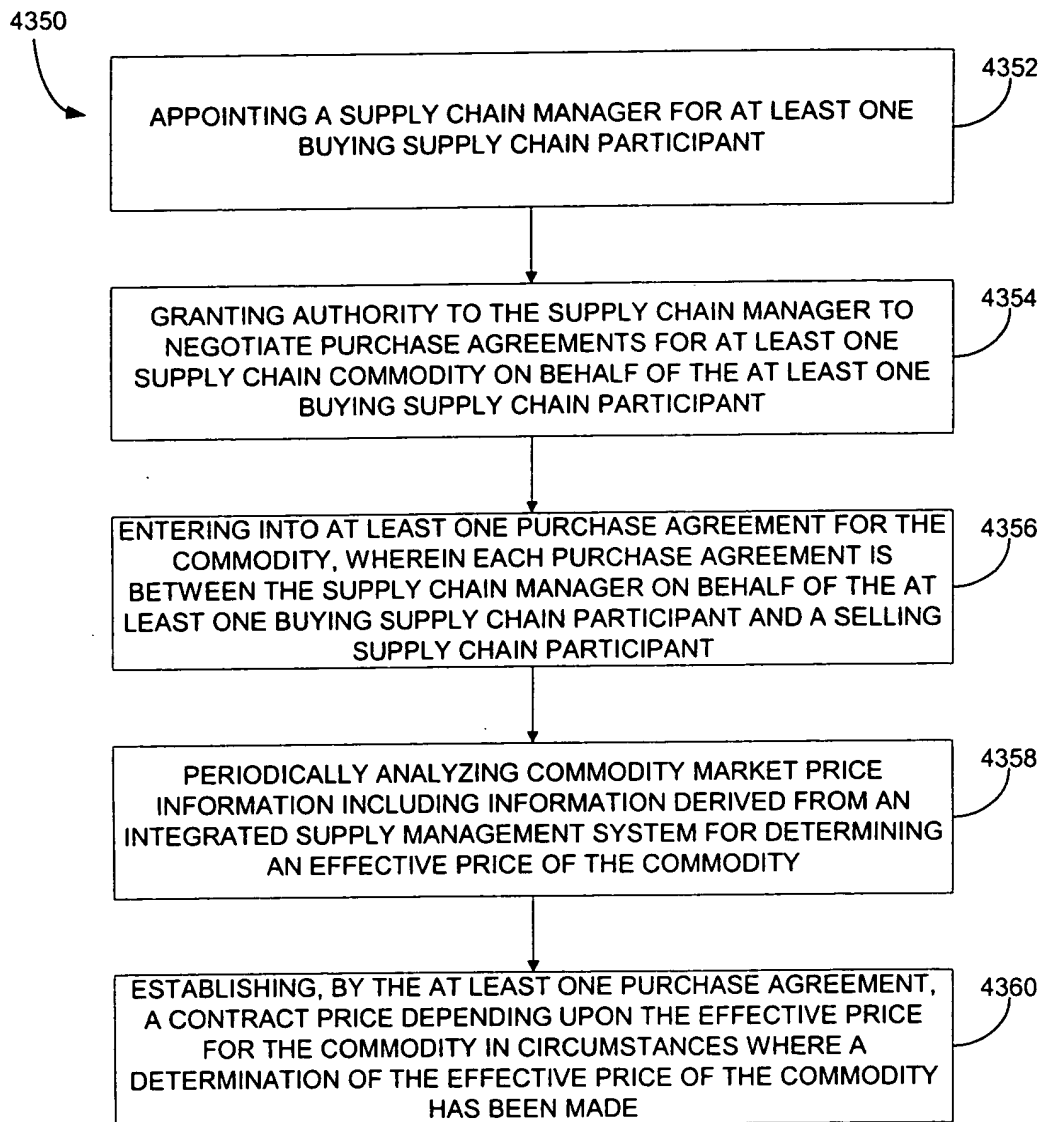 4350
4352
APPOINTING A SUPPLY CHAIN MANAGER FOR AT LEAST ONE
BUYING SUPPLY CHAIN PARTICIPANT
4354
GRANTING AUTHORITY TO THE SUPPLY CHAIN MANAGER TO
NEGOTIATE PURCHASE AGREEMENTS FOR AT LEAST ONE
SUPPLY CHAIN COMMODITY ON BEHALF OF THE AT LEAST ONE
BUYING SUPPLY CHAIN PARTICIPANT
4356
ENTERING INTO AT LEAST ONE PURCHASE AGREEMENT FOR THE
COMMODITY, WHEREIN EACH PURCHASE AGREEMENT IS
BETWEEN THE SUPPLY CHAIN MANAGER ON BEHALF OF THE AT
LEAST ONE BUYING SUPPLY CHAIN PARTICIPANT AND A SELLING
SUPPLY CHAIN PARTICIPANT
4358
PERIODICALLY ANALYZING COMMODITY MARKET PRICE
INFORMATION INCLUDING INFORMATION DERIVED FROM AN
INTEGRATED SUPPLY MANAGEMENT SYSTEM FOR DETERMINING
AN EFFECTIVE PRICE OF THE COMMODITY
4360
ESTABLISHING, BY THE AT LEAST ONE PURCHASE AGREEMENT,
A CONTRACT PRICE DEPENDING UPON THE EFFECTIVE PRICE
FOR THE COMMODITY IN CIRCUMSTANCES WHERE A
DETERMINATION OF THE EFFECTIVE PRICE OF THE COMMODITY
HAS BEEN MADE